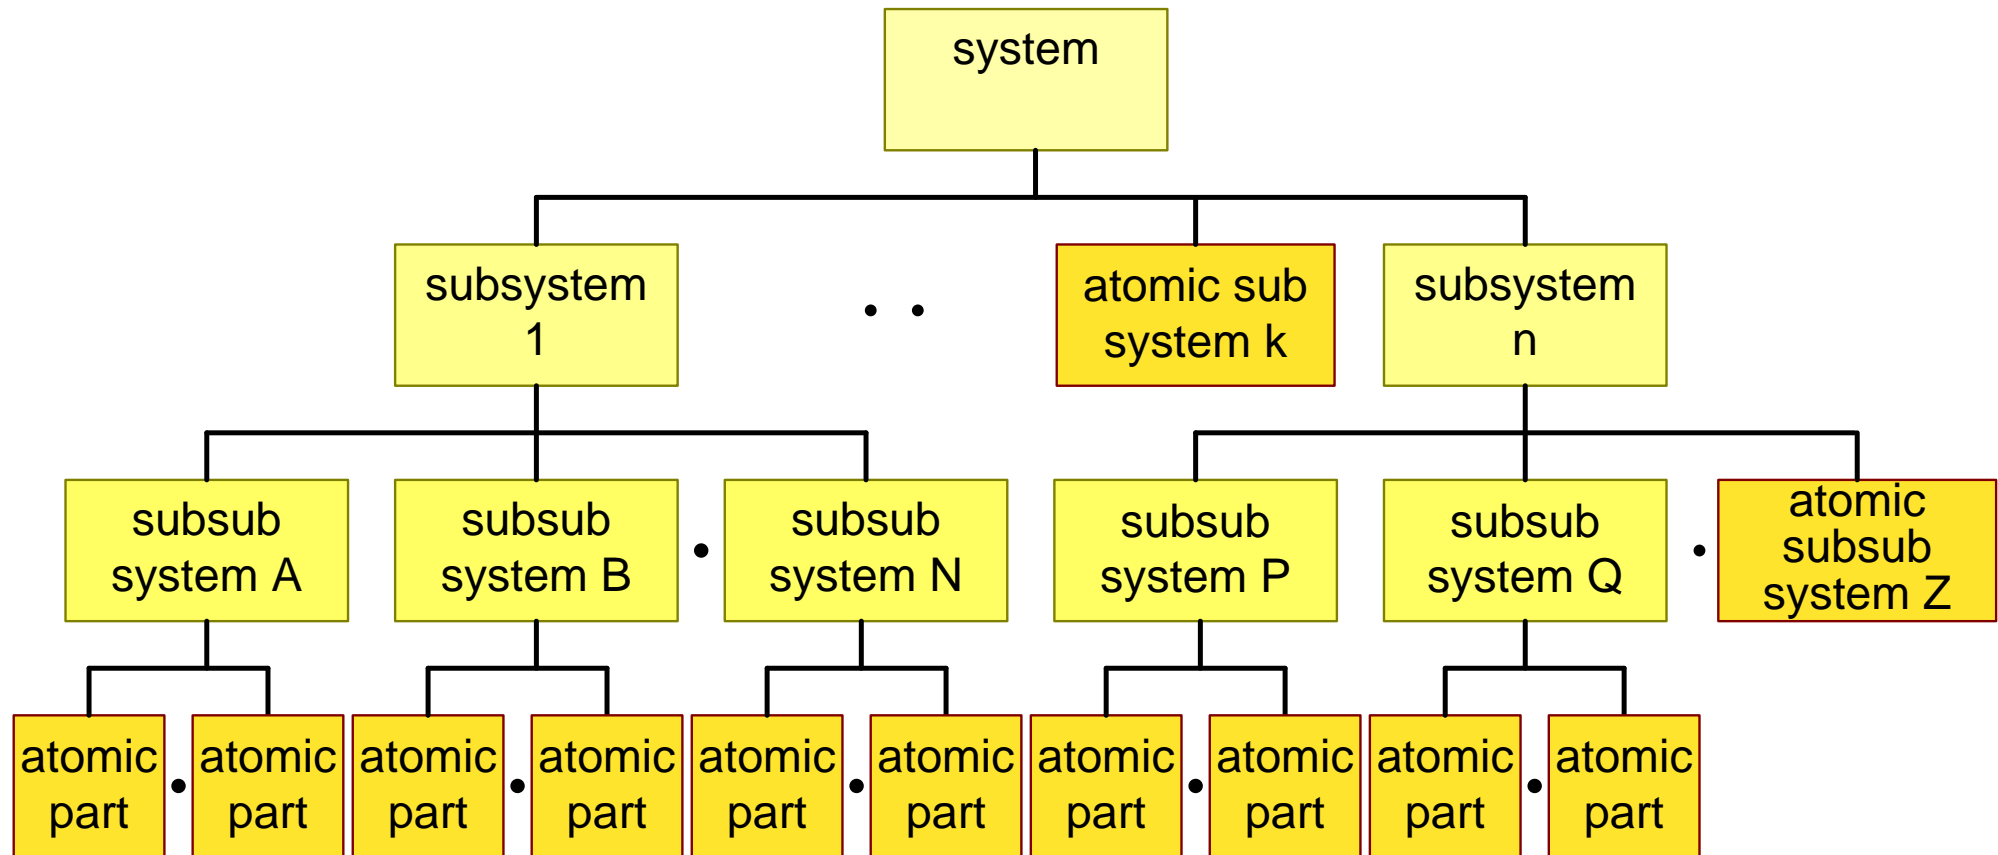 system
subsystem
1
atomic sub
system k
subsystem
n
subsub
system A
subsub
system B
subsub
system N
subsub
system P
subsub
system Q
atomic
subsub
system Z
atomic
part
atomic
part
atomic
part
atomic
part
atomic
part
atomic
part
atomic
part
atomic
part
atomic
part
atomic
part